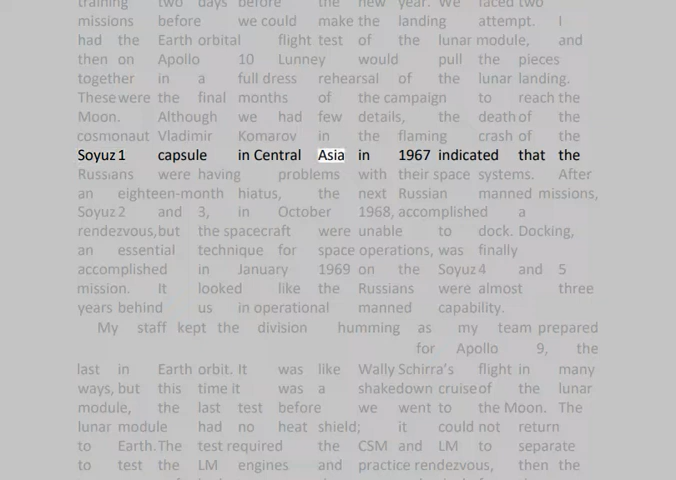 training two days before the new year. We faced two
missions before we could make the landing attempt. I
had the Earth orbital flight test of the lunar module, and
then on Apollo 10 Lunney would pull the pieces
together in a full dress rehearsal of the lunar landing.
These were the final months of the campaign to reach the
Moon. Although we had few details, the death of the
cosmonaut Vladimir Komarov in the flaming crash of the
Soyuz 1 capsule in Central Asia in 1967 indicated that the
Russians were having problems with their space systems. After
an eighteen-month hiatus, the next Russian manned missions,
Soyuz 2 and 3, in October 1968, accomplished a
rendezvous, but the spacecraft were unable to dock. Docking,
an essential technique for space operations, was finally
accomplished in January 1969 on the Soyuz 4 and 5
mission. It looked like the Russians were almost three
years behind us in operational manned capability.
My staff kept the division humming as my team prepared
for Apollo 9, the
last in Earth orbit. It was like Wally Schirra's flight in many
ways, but this time it was a shakedown cruise of the lunar
module, the last test before we went to the Moon. The
lunar module had no heat shield; it could not return
to Earth. The test required the CSM and LM to separate
to test the LM engines and practice rendezvous, then the